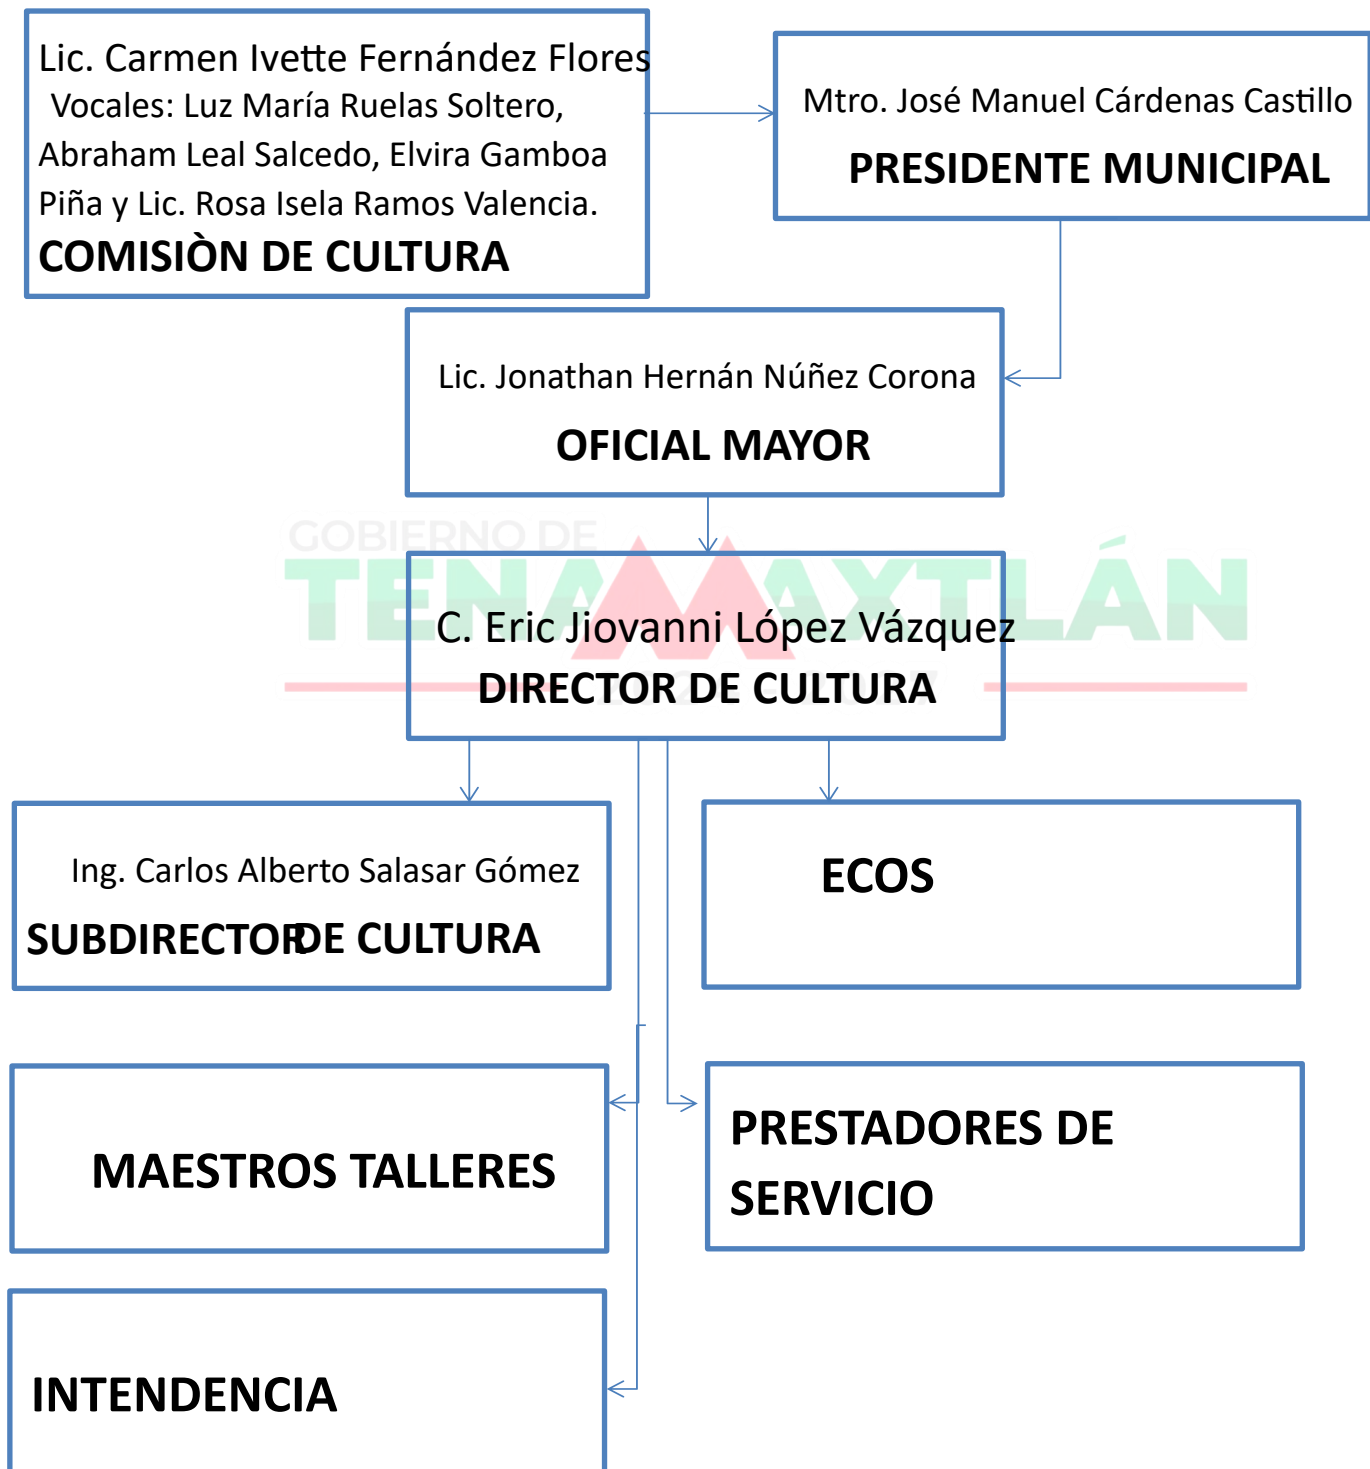 Lic. Carmen Ivette Fernández Flores
Vocales: Luz María Ruelas Soltero,
Abraham Leal Salcedo, Elvira Gamboa
Piña y Lic. Rosa Isela Ramos Valencia.
COMISIÒN DE CULTURA
Mtro. José Manuel Cárdenas Castillo
PRESIDENTE MUNICIPAL
Lic. Jonathan Hernán Núñez Corona
OFICIAL MAYOR
GOBIERNO DE
TENAMAXTLÁN
C. Eric Jiovanni López Vázquez
DIRECTOR DE CULTURA
Ing. Carlos Alberto Salasar Gómez
SUBDIRECTOR DE CULTURA
ECOS
MAESTROS TALLERES
PRESTADORES DE
SERVICIO
INTENDENCIA